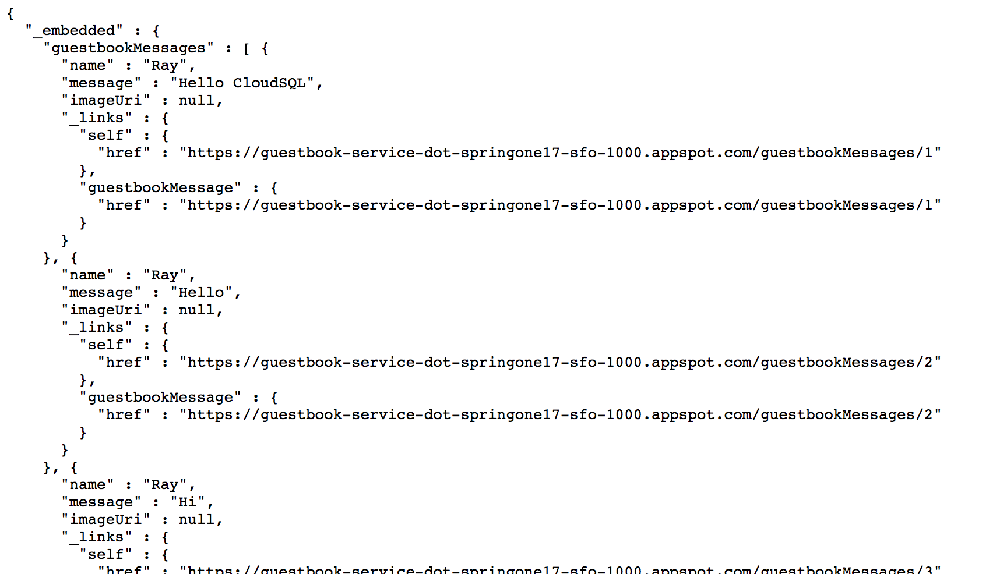 {
  "_embedded" : {
    "guestbookMessages" : [ {
      "name" : "Ray",
      "message" : "Hello CloudSQL",
      "imageUri" : null,
      "_links" : {
        "self" : {
          "href" : "https://guestbook-service-dot-springone17-sfo-1000.appspot.com/guestbookMessages/1"
        },
        "guestbookMessage" : {
          "href" : "https://guestbook-service-dot-springone17-sfo-1000.appspot.com/guestbookMessages/1"
        }
      }
    }, {
      "name" : "Ray",
      "message" : "Hello",
      "imageUri" : null,
      "_links" : {
        "self" : {
          "href" : "https://guestbook-service-dot-springone17-sfo-1000.appspot.com/guestbookMessages/2"
        },
        "guestbookMessage" : {
          "href" : "https://guestbook-service-dot-springone17-sfo-1000.appspot.com/guestbookMessages/2"
        }
      }
    }, {
      "name" : "Ray",
      "message" : "Hi",
      "imageUri" : null,
      "_links" : {
        "self" : {
          "href" : "https://guestbook-service-dot-springone17-sfo-1000.appspot.com/guestbookMessages/3"